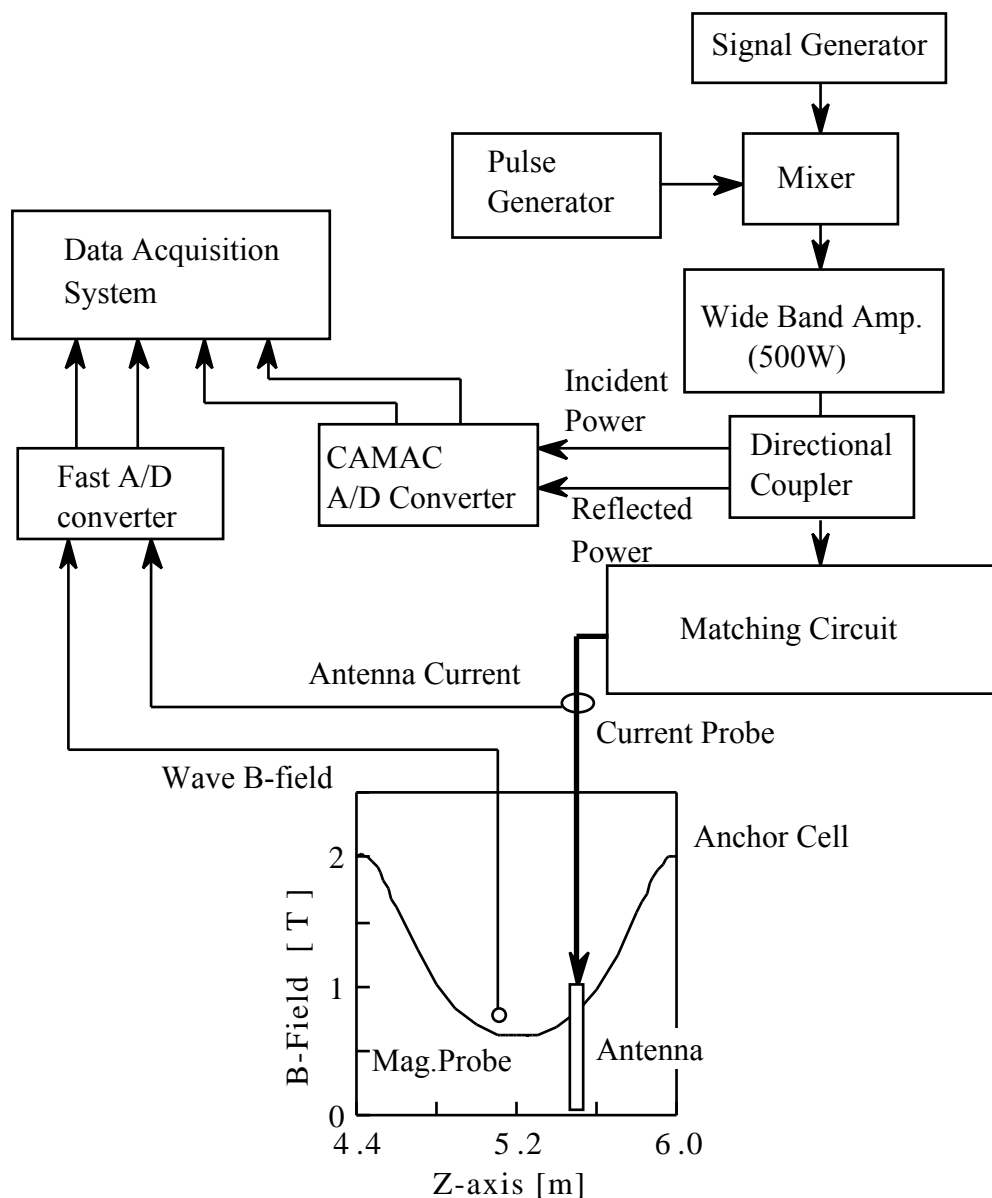 Signal Generator
Pulse
Generator
Mixer
Data Acquisition
System
Wide Band Amp.
(500W)
Incident
Power
Directional
Coupler
CAMAC
A/D Converter
Fast A/D
converter
Reflected
Power
Matching Circuit
Antenna Current
Current Probe
Wave B-field
Anchor Cell
2
1
0
B-Field [ T ]
Mag.Probe
Antenna
4.4
5.2
6.0
Z-axis [m]